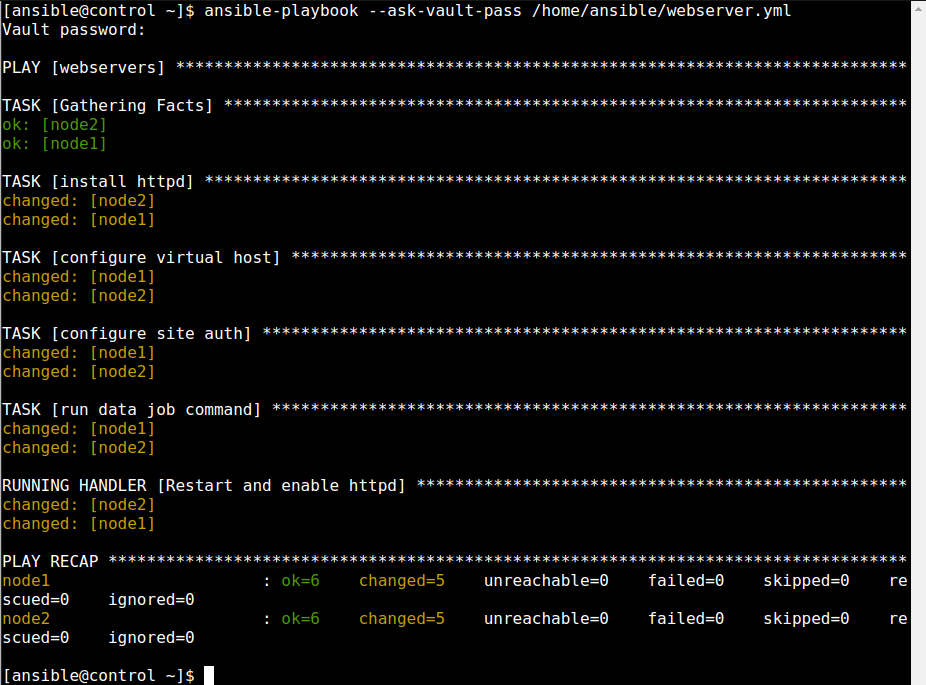 [ansible@control ~]$ ansible-playbook --ask-vault-pass /home/ansible/webserver.yml
Vault password:
PLAY [webservers] ****************************************************************************
TASK [Gathering Facts] ***********************************************************************
ok: [node2]
ok: [node1]
TASK [install httpd] *************************************************************************
changed: [node2]
changed: [node1]
TASK [configure virtual host] ****************************************************************
changed: [node1]
changed: [node2]
TASK [configure site auth] *******************************************************************
changed: [node1]
changed: [node2]
TASK [run data job command] ******************************************************************
changed: [node1]
changed: [node2]
RUNNING HANDLER [Restart and enable httpd] ***************************************************
changed: [node2]
changed: [node1]
PLAY RECAP ***********************************************************************************
node1                      : ok=6    changed=5    unreachable=0    failed=0    skipped=0    re
scued=0    ignored=0
node2                      : ok=6    changed=5    unreachable=0    failed=0    skipped=0    re
scued=0    ignored=0
[ansible@control ~]$